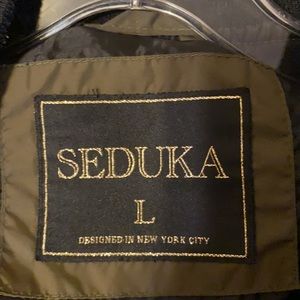 SEDUKA
L
DESIGNED IN NEW YORK CITY